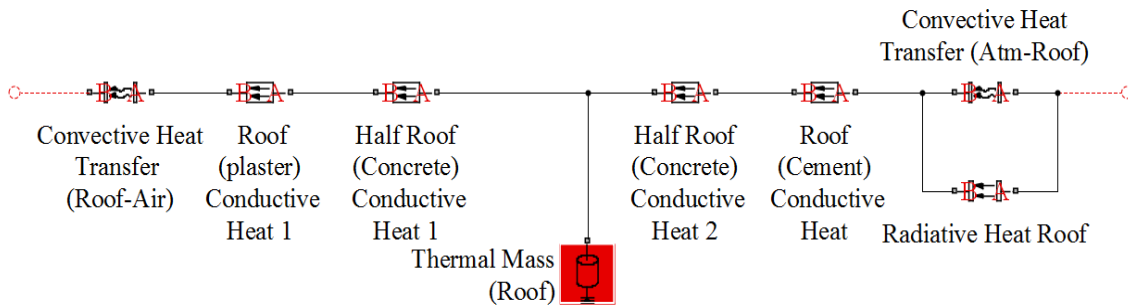 Convective Heat
Transfer (Atm-Roof)
B A
B A
B A
B A
B A
B A
Convective Heat
Transfer
(Roof-Air)
Roof
(plaster)
Conductive
Heat 1
Half Roof
(Concrete)
Conductive
Heat 1
Half Roof
(Concrete)
Conductive
Heat 2
Roof
(Cement)
Conductive
Heat
B A
Radiative Heat Roof
Thermal Mass
(Roof)